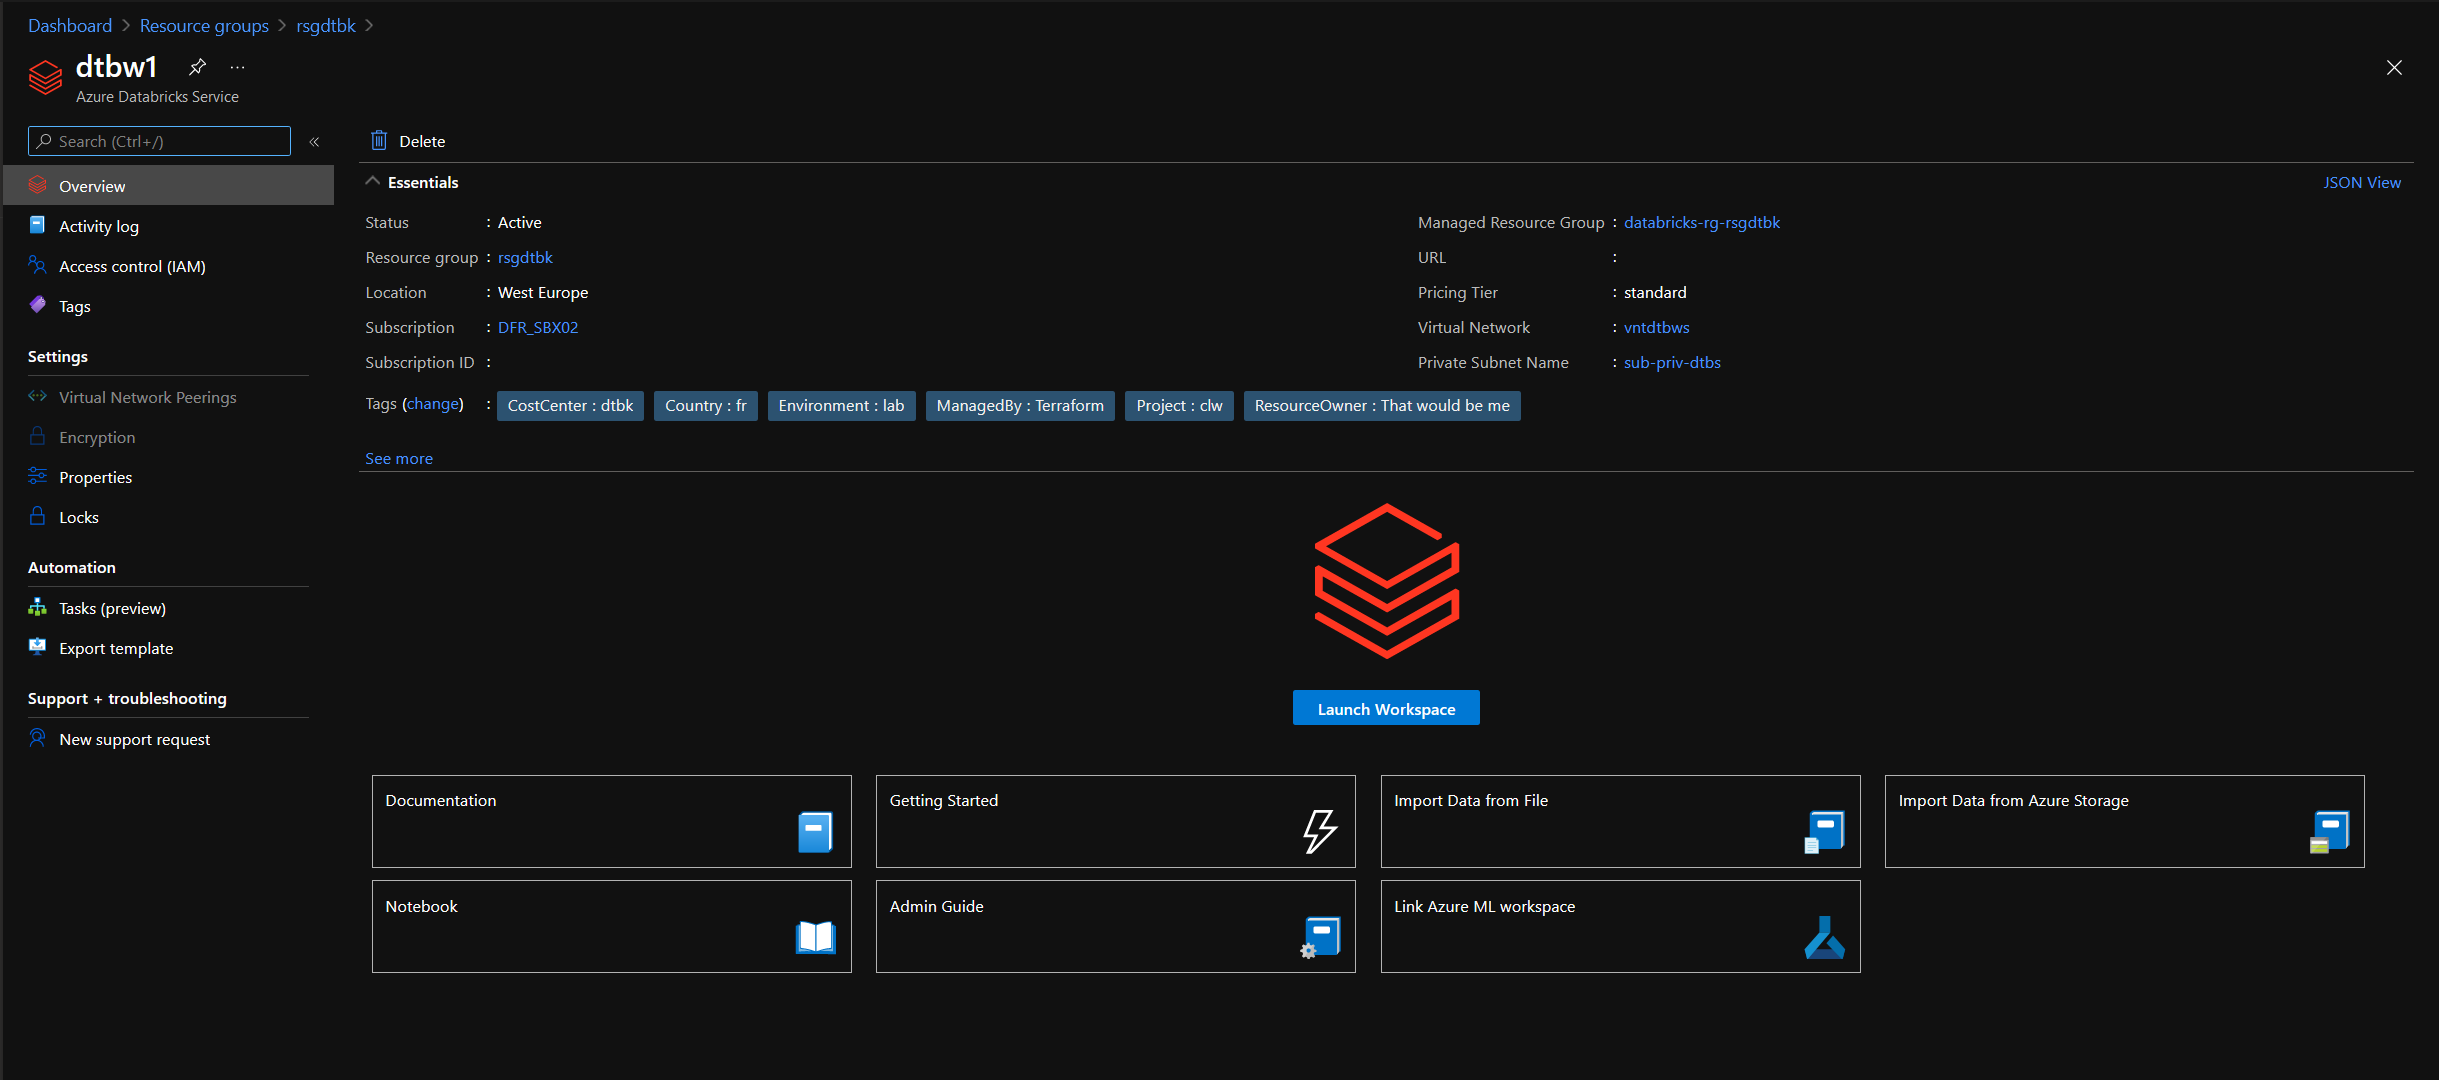 Dashboard > Resource groups > rsgdtbk >
dtbw1 ...
Azure Databricks Service
Search (Ctrl+/) «
Overview
Activity log
Access control (IAM)
Tags
Settings
Virtual Network Peerings
Encryption
Properties
Locks
Automation
Tasks (preview)
Export template
Support + troubleshooting
New support request
Delete
Essentials
JSON View
Status : Active
Resource group : rsgdtbk
Location : West Europe
Subscription : DFR_SBX02
Subscription ID :
Managed Resource Group : databricks-rg-rsgdtbk
URL :
Pricing Tier : standard
Virtual Network : vntdtbws
Private Subnet Name : sub-priv-dtbs
Tags (change) : CostCenter : dtbk Country : fr Environment : lab ManagedBy : Terraform Project : clw ResourceOwner : That would be me
See more
Launch Workspace
Documentation
Getting Started
Import Data from File
Import Data from Azure Storage
Notebook
Admin Guide
Link Azure ML workspace